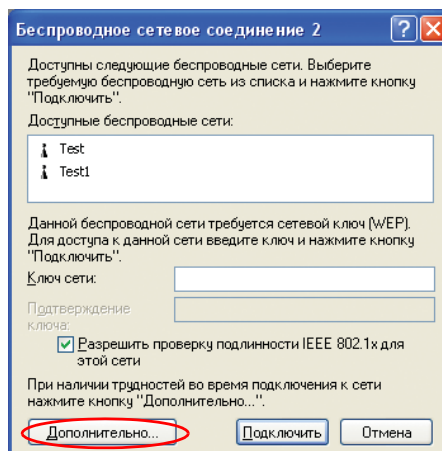 Беспроводное сетевое соединение 2
Доступны следующие беспроводные сети. Выберите
требуемую беспроводную сеть из списка и нажмите кнопку
"Подключить".
Доступные беспроводные сети:
Test
Test1
Данной беспроводной сети требуется сетевой ключ (WEP).
Для доступа к данной сети введите ключ и нажмите кнопку
"Подключить".
Ключ сети:
Подтверждение
ключа:
Разрешить проверку подлинности IEEE 802.1x для
этой сети
При наличии трудностей во время подключения к сети
нажмите кнопку "Дополнительно...".
Дополнительно...
Подключить
Отмена